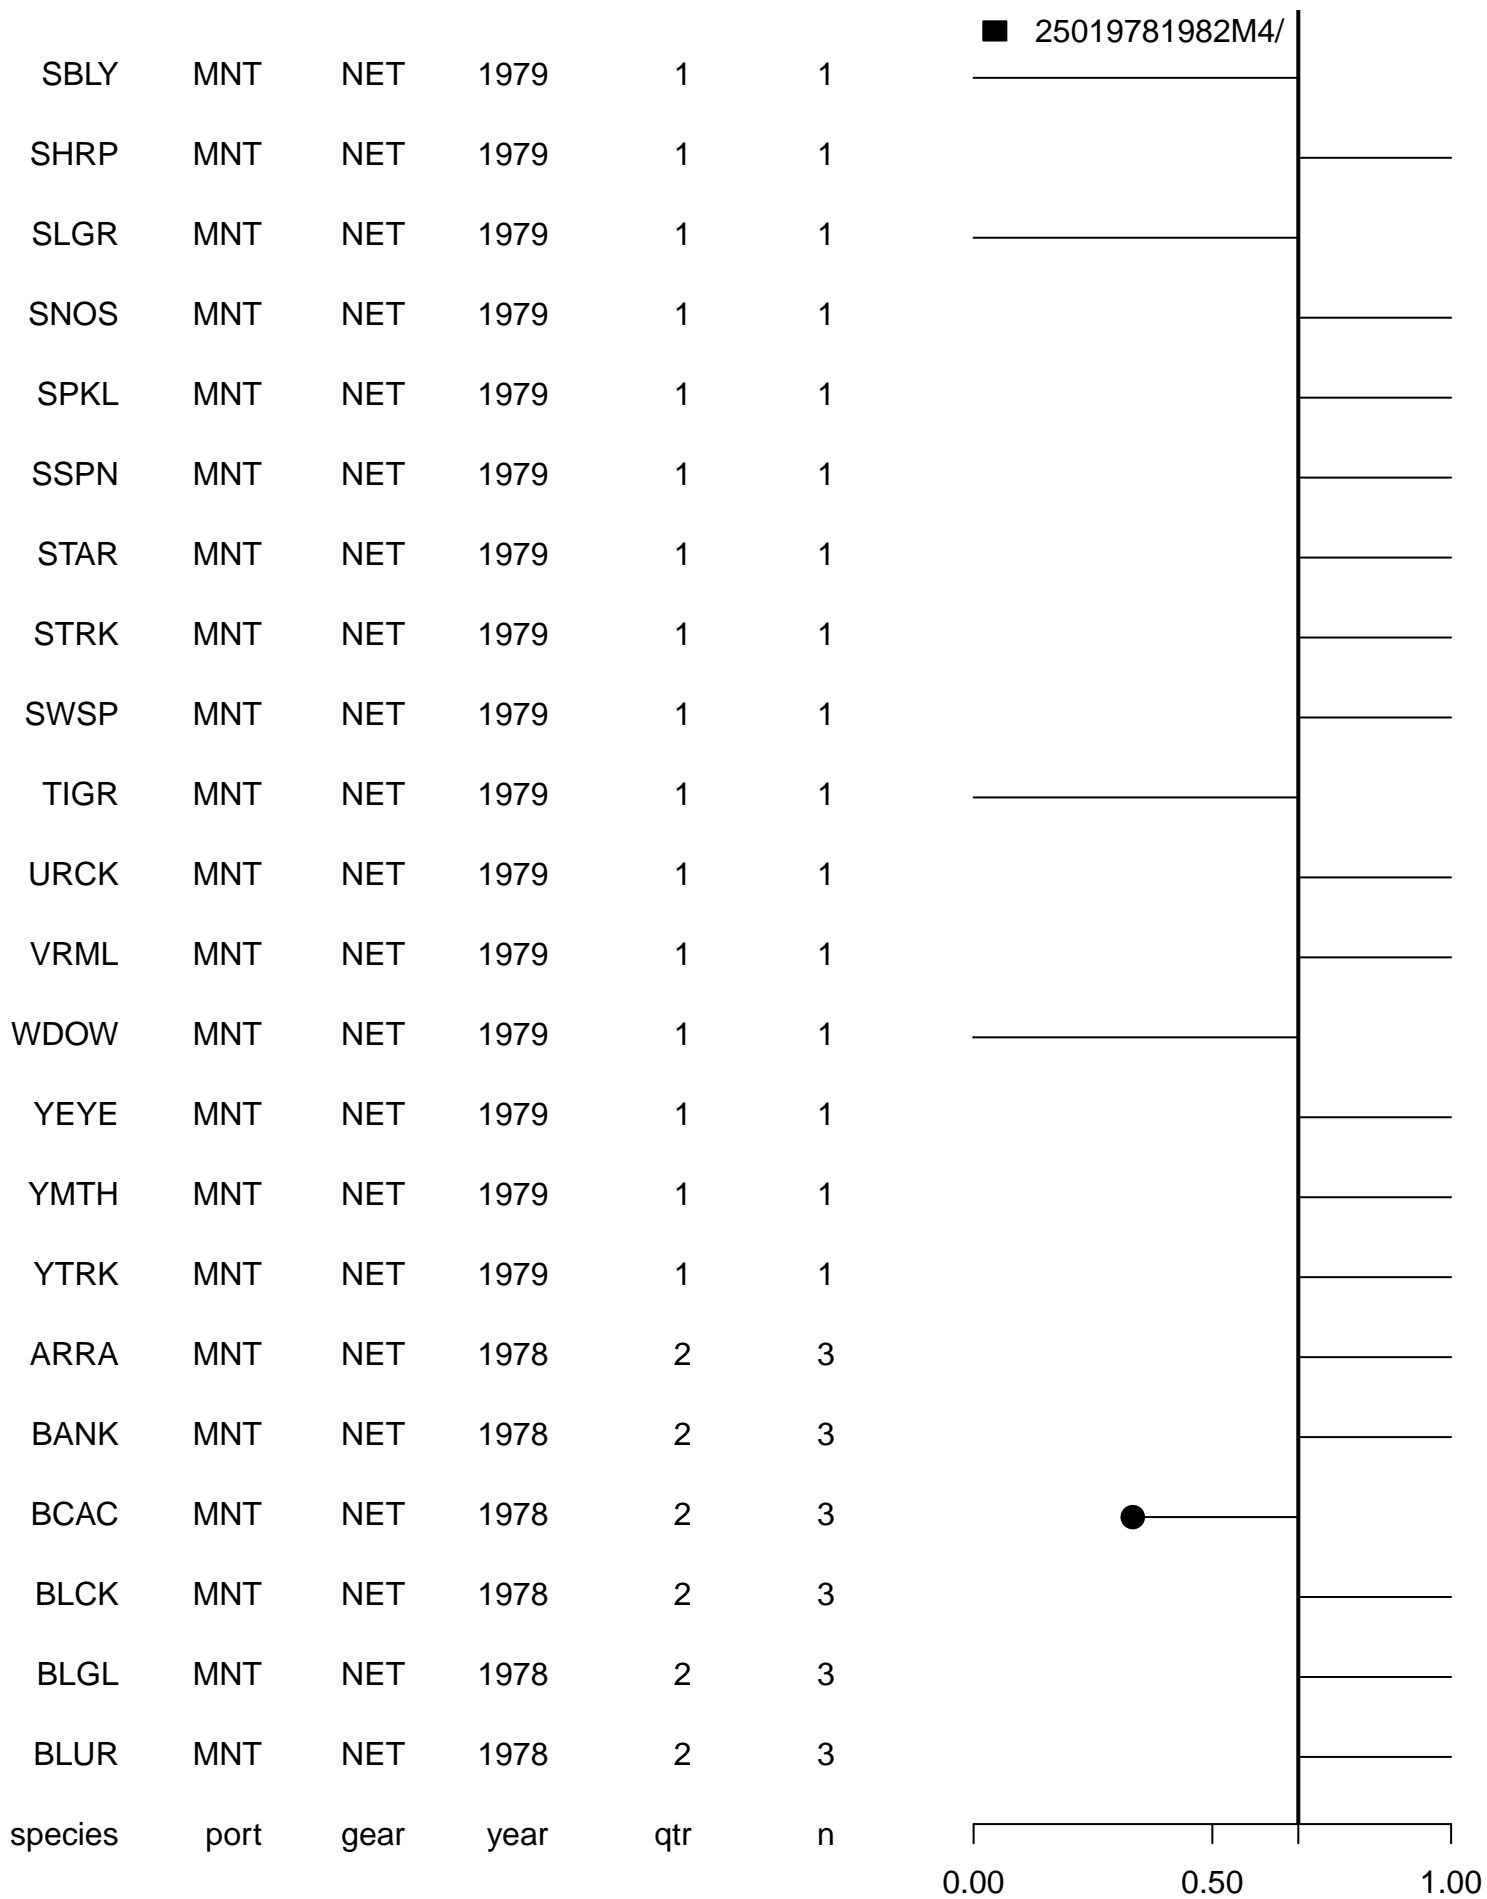 25019781982M4/
SBLY MNT NET 1979 1 1
SHRP MNT NET 1979 1 1
SLGR MNT NET 1979 1 1
SNOS MNT NET 1979 1 1
SPKL MNT NET 1979 1 1
SSPN MNT NET 1979 1 1
STAR MNT NET 1979 1 1
STRK MNT NET 1979 1 1
SWSP MNT NET 1979 1 1
TIGR MNT NET 1979 1 1
URCK MNT NET 1979 1 1
VRML MNT NET 1979 1 1
WDOW MNT NET 1979 1 1
YEYE MNT NET 1979 1 1
YMTH MNT NET 1979 1 1
YTRK MNT NET 1979 1 1
ARRA MNT NET 1978 2 3
BANK MNT NET 1978 2 3
BCAC MNT NET 1978 2 3
BLCK MNT NET 1978 2 3
BLGL MNT NET 1978 2 3
BLUR MNT NET 1978 2 3
species port gear year qtr n
0.00 0.50 1.00